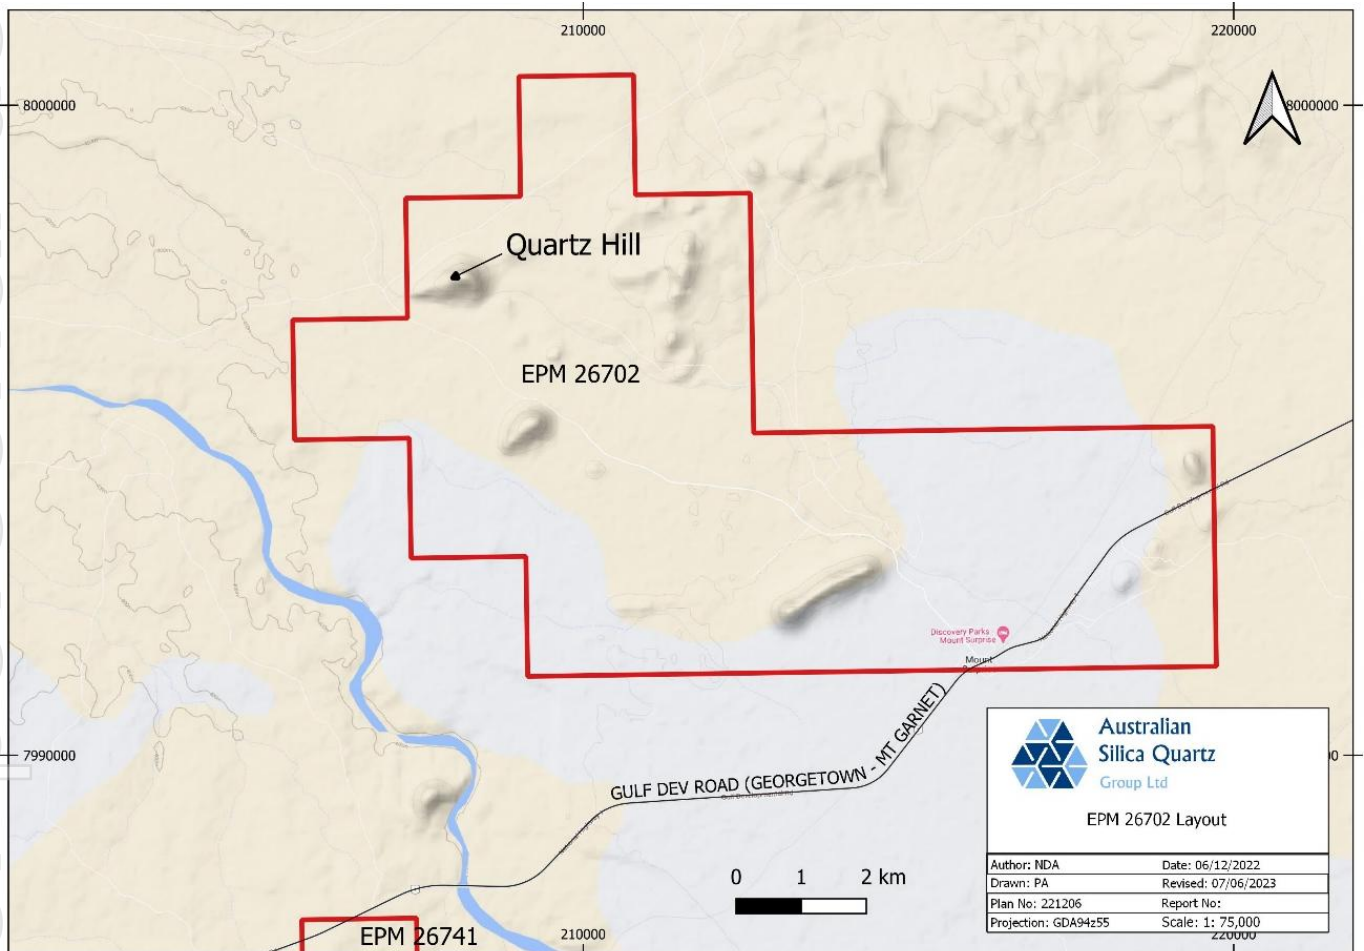 210000
220000
8000000
8000000
Quartz Hill
EPM 26702
Discovery Parks
Mount Surprise
Mount
GULF DEV ROAD (GEORGETOWN - MT GARNET)
7990000
0 1 2 km
EPM 26741
210000
220000
Australian
Silica Quartz
Group Ltd
EPM 26702 Layout
Author: NDA Date: 06/12/2022
Drawn: PA Revised: 07/06/2023
Plan No: 221206 Report No:
Projection: GDA94z55 Scale: 1: 75,000